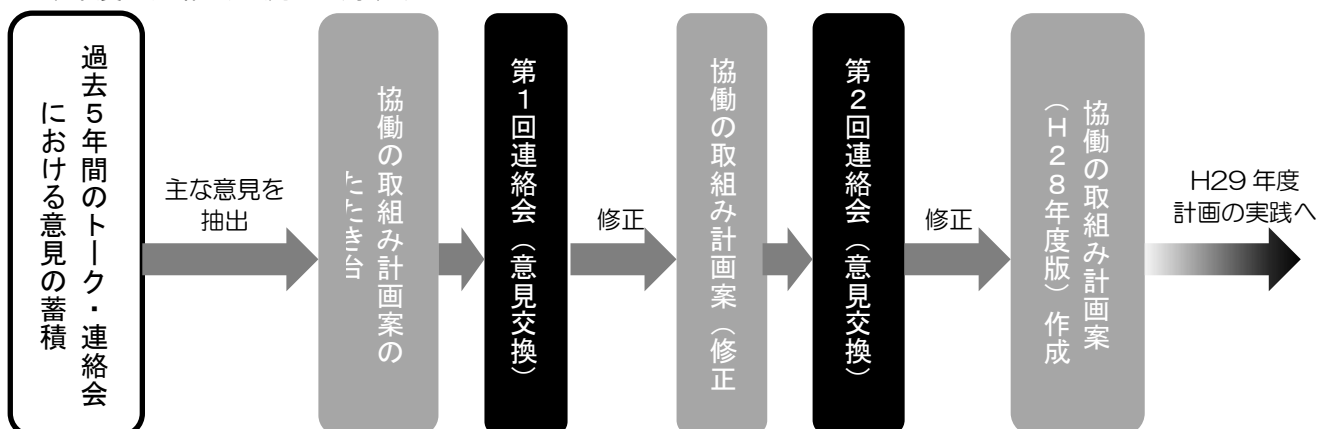 過去５年間のトーク・連絡会
における意見の蓄積
主な意見を
抽出
協働の取組み計画案の
たたき台
第１回連絡会（意見交換）
修正
協働の取組み計画案（修正
第２回連絡会（意見交換）
修正
協働の取組み計画案
（Ｈ２８年度版）作成
H29 年度
計画の実践へ